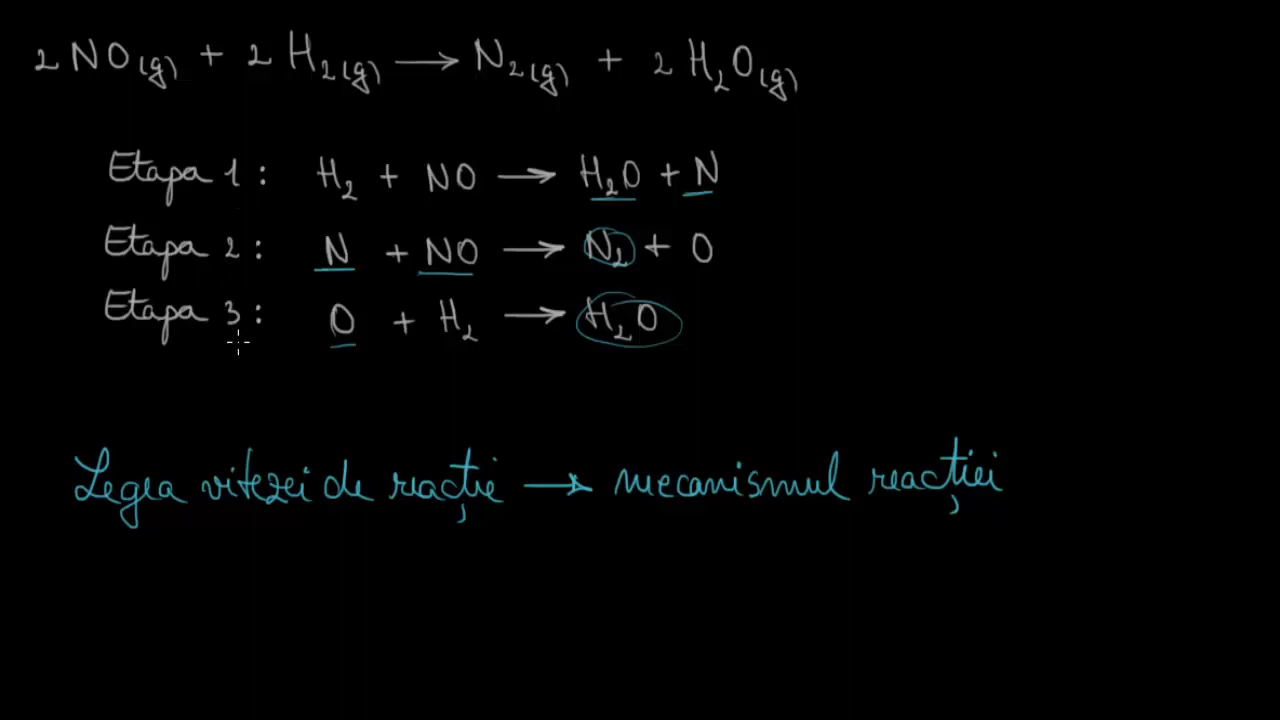 2 NO(g) + 2 H₂(g) → N₂(g) + 2 H₂O(g)
Etapa 1 : H₂ + NO → H₂O + N
Etapa 2 : N + NO → N₂ + O
Etapa 3 : O + H₂ → H₂O
Legea vitezei de reacție → mecanismul reacției